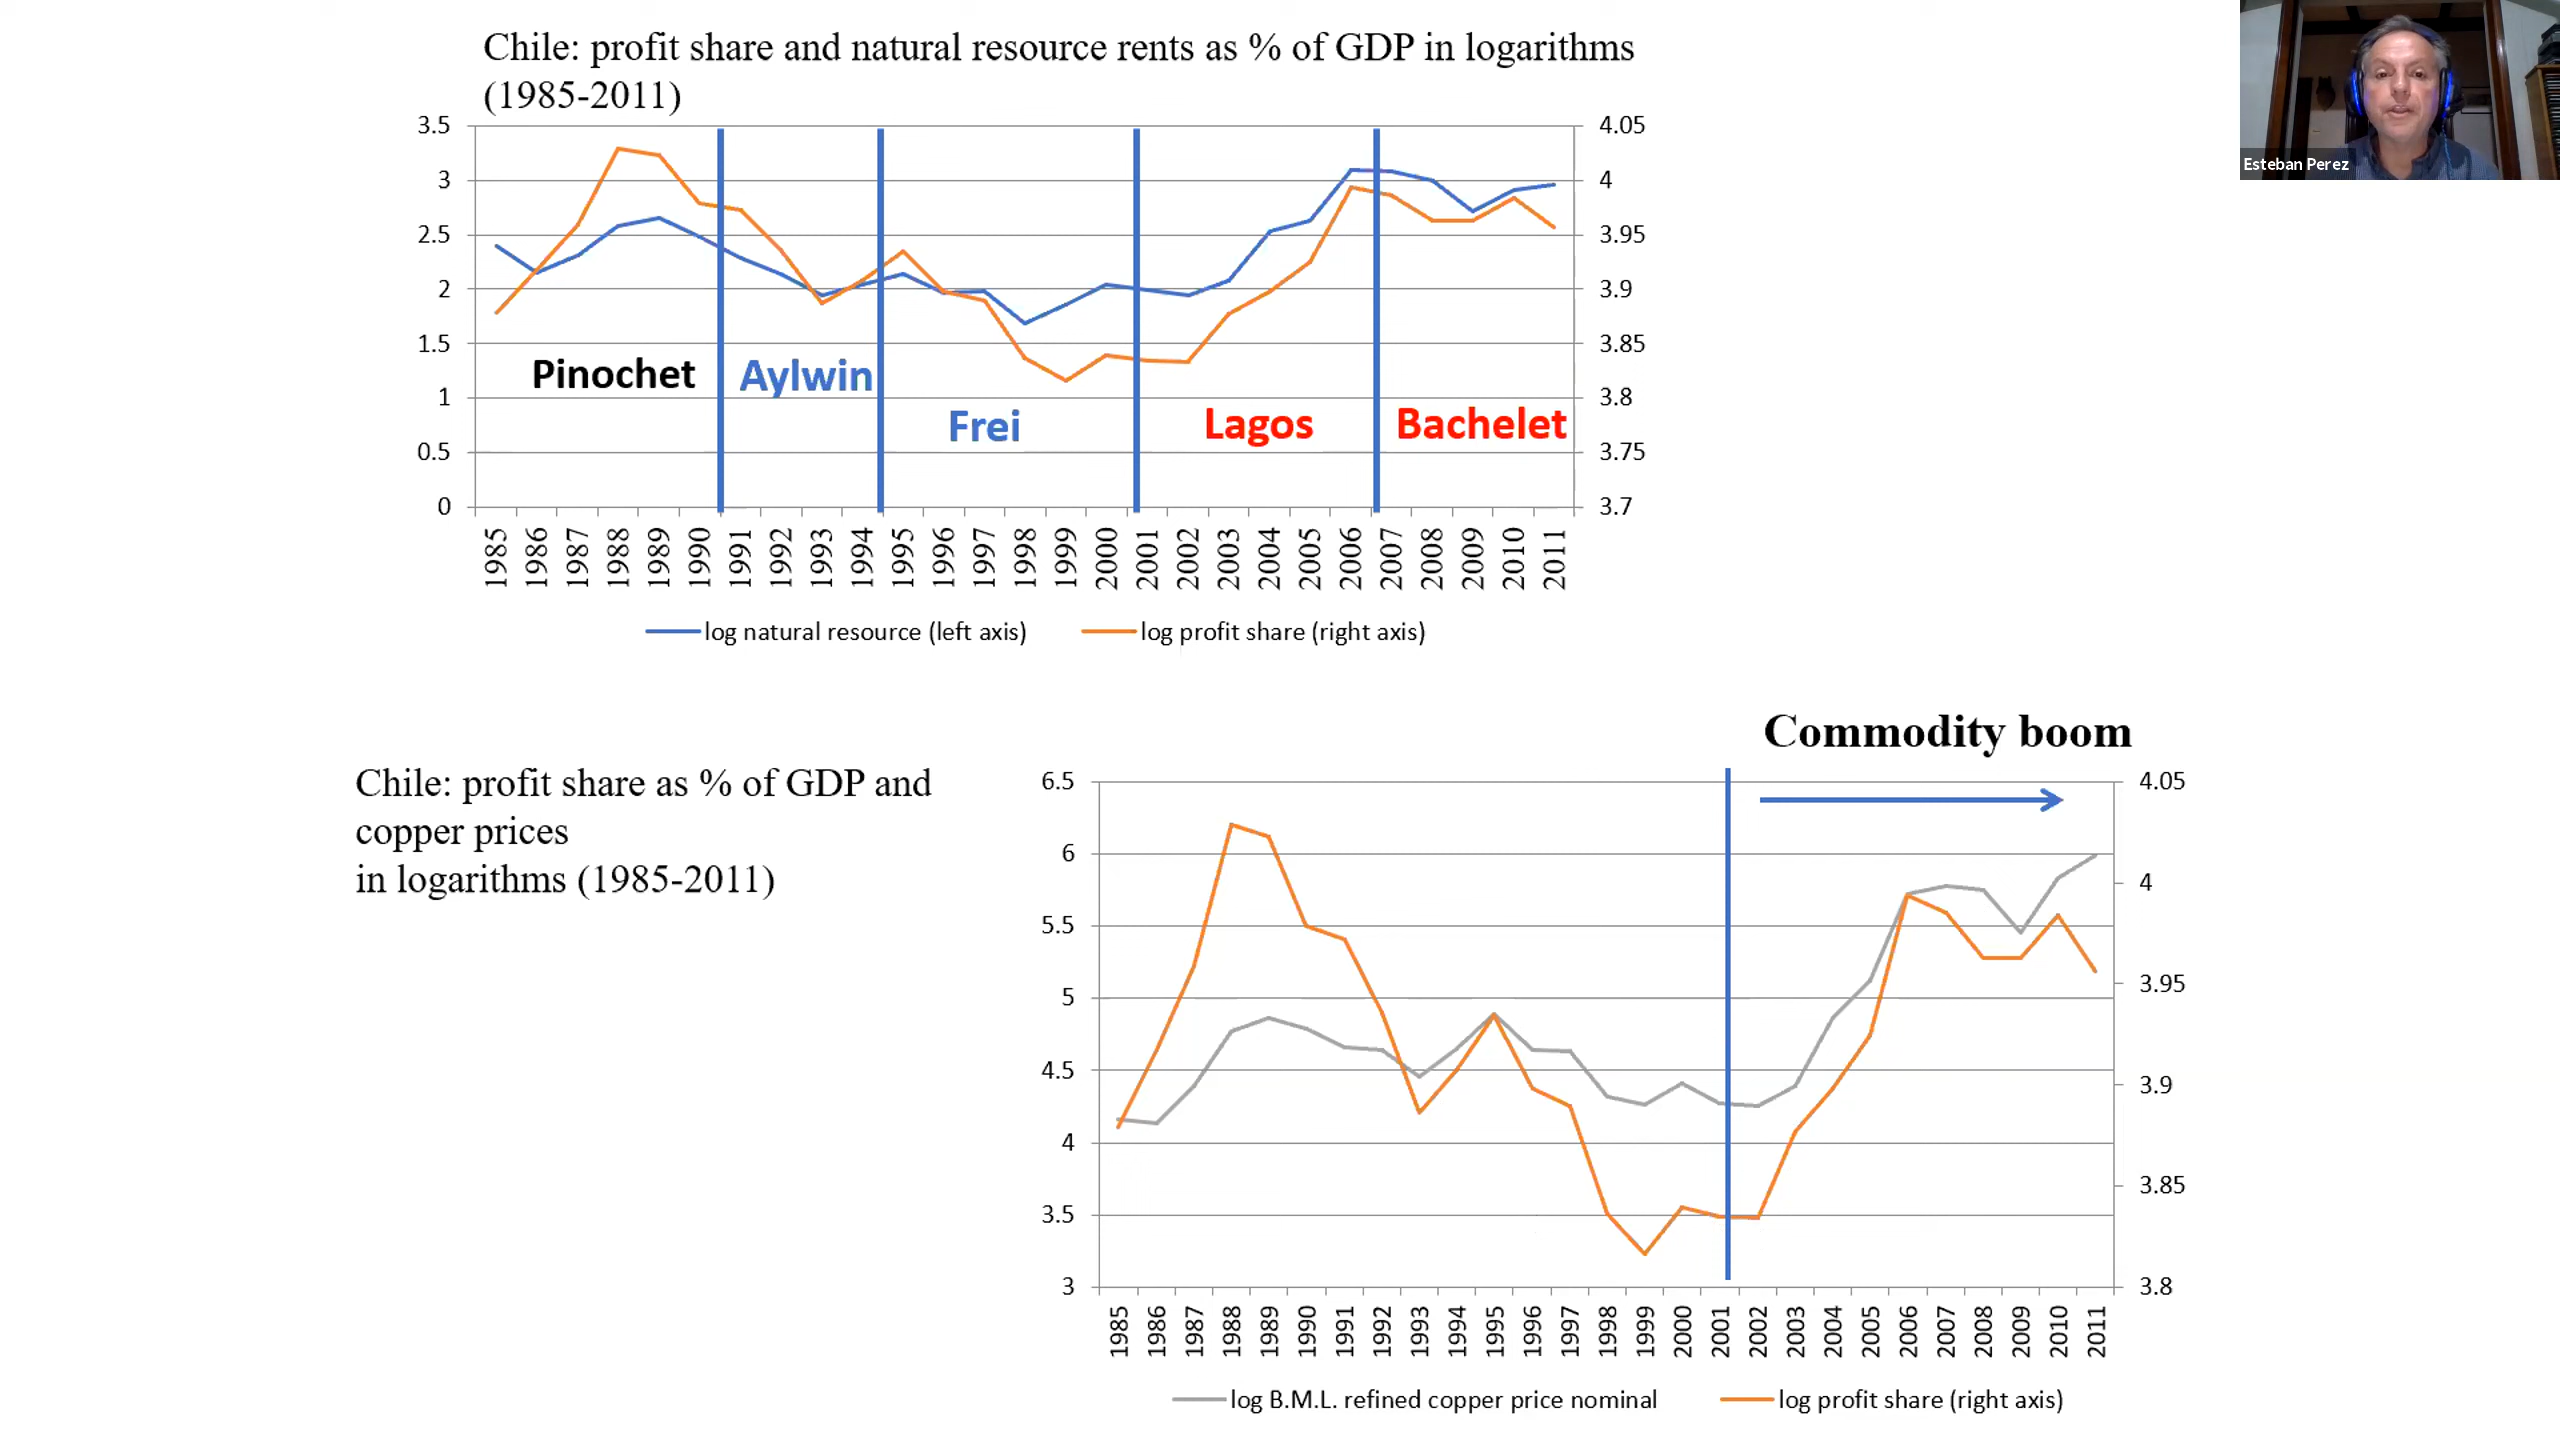 Chile: profit share and natural resource rents as % of GDP in logarithms
(1985-2011)
Esteban Perez
3.5
3
2.5
2
1.5
1
0.5
0
4.05
4
3.95
3.9
3.85
3.8
3.75
3.7
Pinochet
Aylwin
Frei
Lagos
Bachelet
1985 1986 1987 1988 1989 1990 1991 1992 1993 1994 1995 1996 1997 1998 1999 2000 2001 2002 2003 2004 2005 2006 2007 2008 2009 2010 2011
log natural resource (left axis) log profit share (right axis)
Commodity boom
Chile: profit share as % of GDP and
copper prices
in logarithms (1985-2011)
6.5
6
5.5
5
4.5
4
3.5
3
4.05
4
3.95
3.9
3.85
3.8
1985 1986 1987 1988 1989 1990 1991 1992 1993 1994 1995 1996 1997 1998 1999 2000 2001 2002 2003 2004 2005 2006 2007 2008 2009 2010 2011
log B.M.L. refined copper price nominal log profit share (right axis)